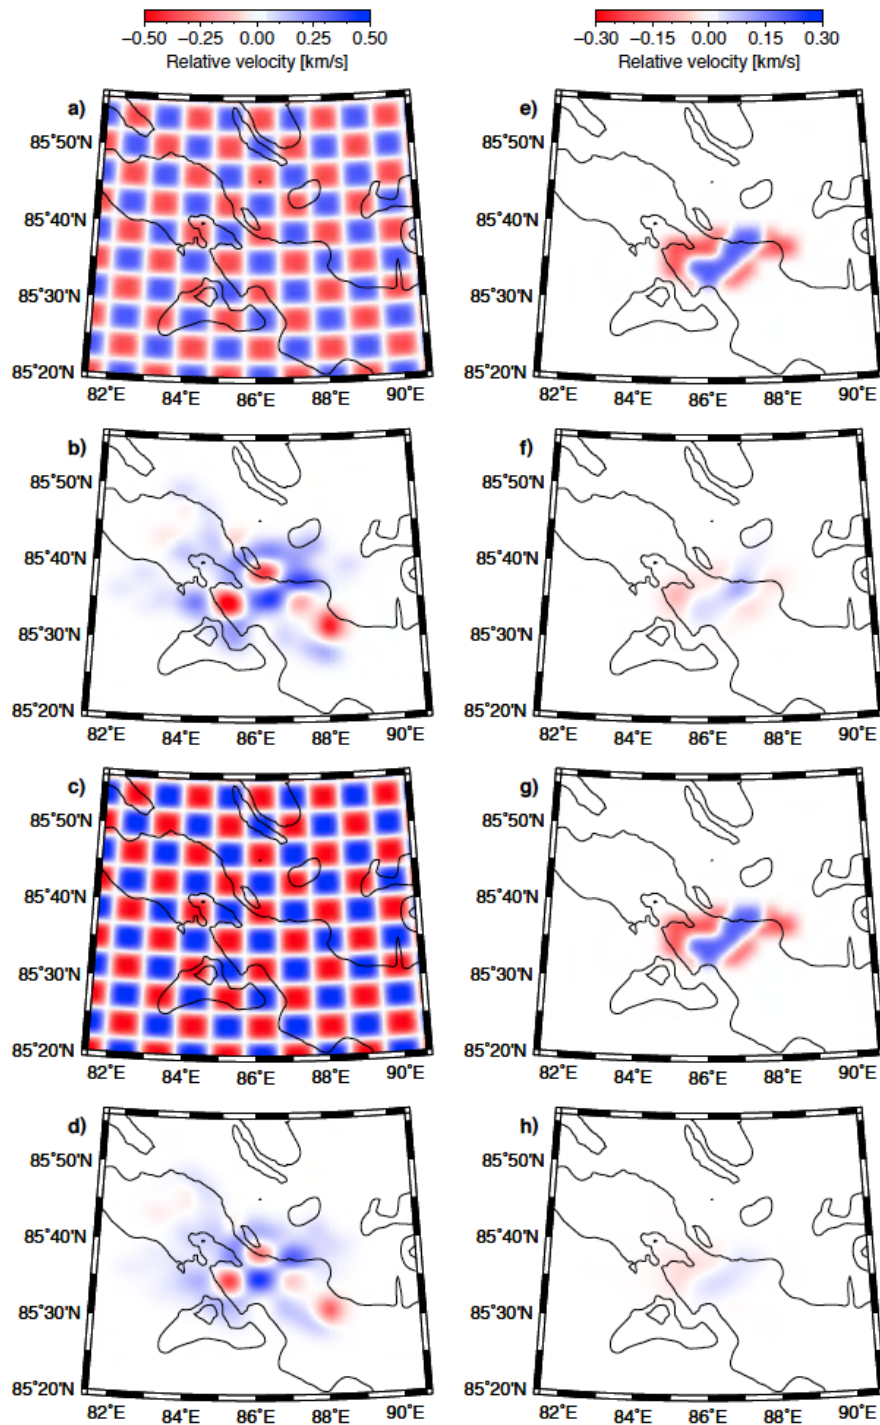 −0.50 −0.25 0.00 0.25 0.50
Relative velocity [km/s]
−0.30 −0.15 0.00 0.15 0.30
Relative velocity [km/s]
a)
85˚50'N
85˚40'N
85˚30'N
85˚20'N
82˚E 84˚E 86˚E 88˚E 90˚E
e)
85˚50'N
85˚40'N
85˚30'N
85˚20'N
82˚E 84˚E 86˚E 88˚E 90˚E
b)
85˚50'N
85˚40'N
85˚30'N
85˚20'N
82˚E 84˚E 86˚E 88˚E 90˚E
f)
85˚50'N
85˚40'N
85˚30'N
85˚20'N
82˚E 84˚E 86˚E 88˚E 90˚E
c)
85˚50'N
85˚40'N
85˚30'N
85˚20'N
82˚E 84˚E 86˚E 88˚E 90˚E
g)
85˚50'N
85˚40'N
85˚30'N
85˚20'N
82˚E 84˚E 86˚E 88˚E 90˚E
d)
85˚50'N
85˚40'N
85˚30'N
85˚20'N
82˚E 84˚E 86˚E 88˚E 90˚E
h)
85˚50'N
85˚40'N
85˚30'N
85˚20'N
82˚E 84˚E 86˚E 88˚E 90˚E